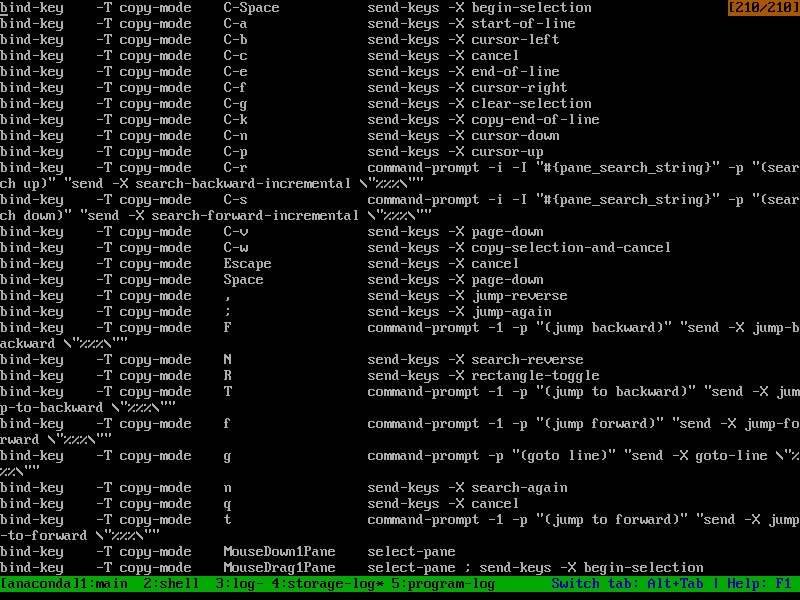 bind-key    -T copy-mode    C-Space           send-keys -X begin-selection                 [210/210]
bind-key    -T copy-mode    C-a               send-keys -X start-of-line
bind-key    -T copy-mode    C-b               send-keys -X cursor-left
bind-key    -T copy-mode    C-c               send-keys -X cancel
bind-key    -T copy-mode    C-e               send-keys -X end-of-line
bind-key    -T copy-mode    C-f               send-keys -X cursor-right
bind-key    -T copy-mode    C-g               send-keys -X clear-selection
bind-key    -T copy-mode    C-k               send-keys -X copy-end-of-line
bind-key    -T copy-mode    C-n               send-keys -X cursor-down
bind-key    -T copy-mode    C-p               send-keys -X cursor-up
bind-key    -T copy-mode    C-r               command-prompt -i -I "#{pane_search_string}" -p "(sear
ch up)" "send -X search-backward-incremental \"%%%\""
bind-key    -T copy-mode    C-s               command-prompt -i -I "#{pane_search_string}" -p "(sear
ch down)" "send -X search-forward-incremental \"%%%\""
bind-key    -T copy-mode    C-v               send-keys -X page-down
bind-key    -T copy-mode    C-w               send-keys -X copy-selection-and-cancel
bind-key    -T copy-mode    Escape            send-keys -X cancel
bind-key    -T copy-mode    Space             send-keys -X page-down
bind-key    -T copy-mode    ,                 send-keys -X jump-reverse
bind-key    -T copy-mode    ;                 send-keys -X jump-again
bind-key    -T copy-mode    F                 command-prompt -1 -p "(jump backward)" "send -X jump-b
ackward \"%%%\""
bind-key    -T copy-mode    N                 send-keys -X search-reverse
bind-key    -T copy-mode    R                 send-keys -X rectangle-toggle
bind-key    -T copy-mode    T                 command-prompt -1 -p "(jump to backward)" "send -X jum
p-to-backward \"%%%\""
bind-key    -T copy-mode    f                 command-prompt -1 -p "(jump forward)" "send -X jump-fo
rward \"%%%\""
bind-key    -T copy-mode    g                 command-prompt -p "(goto line)" "send -X goto-line \"%
%%\""
bind-key    -T copy-mode    n                 send-keys -X search-again
bind-key    -T copy-mode    q                 send-keys -X cancel
bind-key    -T copy-mode    t                 command-prompt -1 -p "(jump to forward)" "send -X jump
-to-forward \"%%%\""
bind-key    -T copy-mode    MouseDown1Pane    select-pane
bind-key    -T copy-mode    MouseDrag1Pane    select-pane ; send-keys -X begin-selection
[anaconda]1:main  2:shell  3:log- 4:storage-log* 5:program-log       Switch tab: Alt+Tab | Help: F1